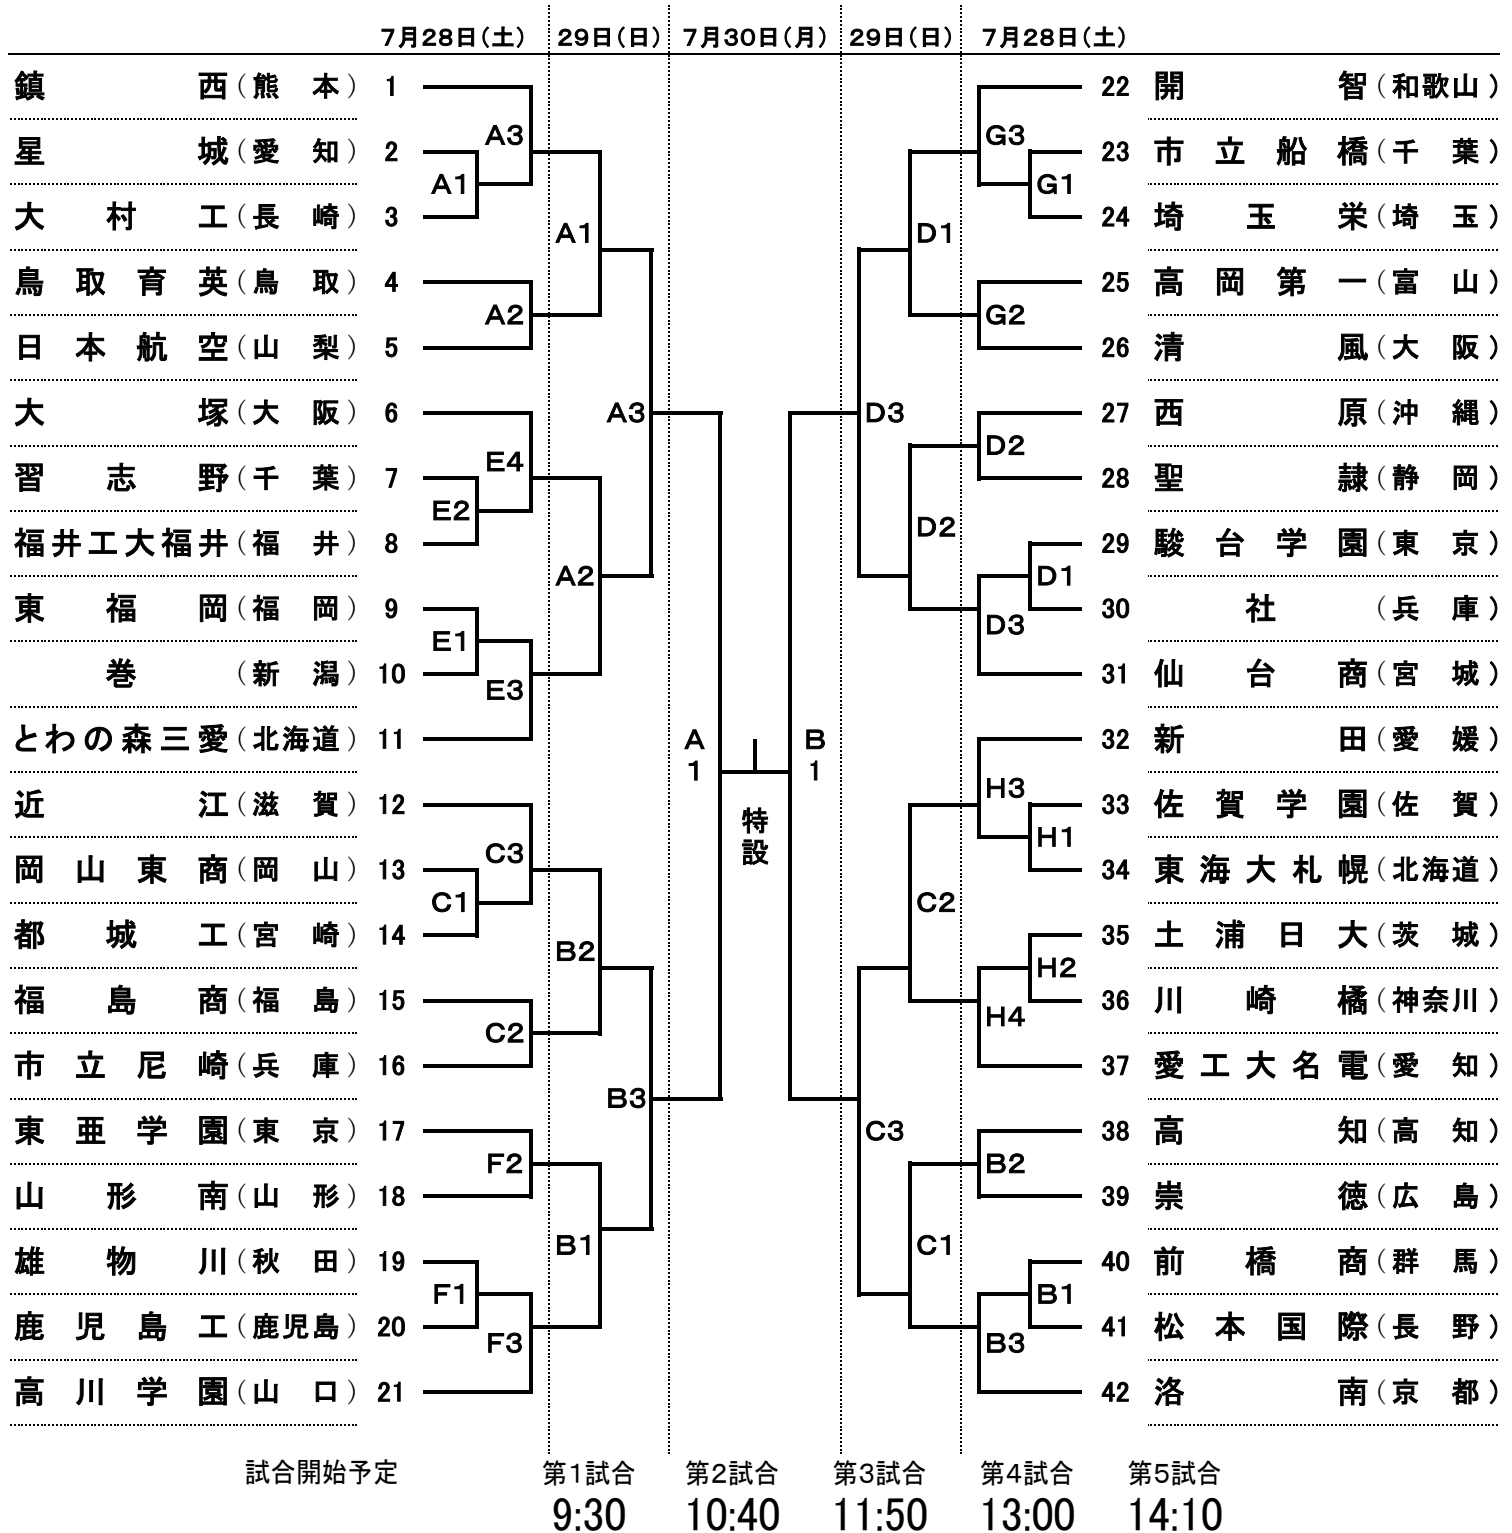 7月28日(土) 29日(日) 7月30日(月) 29日(日) 7月28日(土)
鎮西(熊本) 1 22 開智(和歌山)
A3 G3
星城(愛知) 2 23 市立船橋(千葉)
A1 G1
大村工(長崎) 3 24 埼玉栄(埼玉)
A1 D1
鳥取育英(鳥取) 4 25 高岡第一(富山)
A2 G2
日本航空(山梨) 5 26 清風(大阪)
大塚(大阪) 6 A3 D3 27 西原(沖縄)
E4 D2
習志野(千葉) 7 28 聖隷(静岡)
E2 D2
福井工大福井(福井) 8 29 駿台学園(東京)
A2 D1
東福岡(福岡) 9 30 社(兵庫)
E1 D3
巻(新潟) 10 31 仙台商(宮城)
E3
とわの森三愛(北海道) 11 A1 B1 32 新田(愛媛)
H3
近江(滋賀) 12 特設 33 佐賀学園(佐賀)
C3 H1
岡山東商(岡山) 13 34 東海大札幌(北海道)
C1 C2
都城工(宮崎) 14 35 土浦日大(茨城)
B2 H2
福島商(福島) 15 36 川崎橘(神奈川)
C2 H4
市立尼崎(兵庫) 16 37 愛工大名電(愛知)
B3
東亜学園(東京) 17 C3 38 高知(高知)
F2 B2
山形南(山形) 18 39 崇徳(広島)
B1 C1
雄物川(秋田) 19 40 前橋商(群馬)
F1 B1
鹿児島工(鹿児島) 20 41 松本国際(長野)
F3 B3
高川学園(山口) 21 42 洛南(京都)
試合開始予定 第1試合 第2試合 第3試合 第4試合 第5試合
9:30 10:40 11:50 13:00 14:10